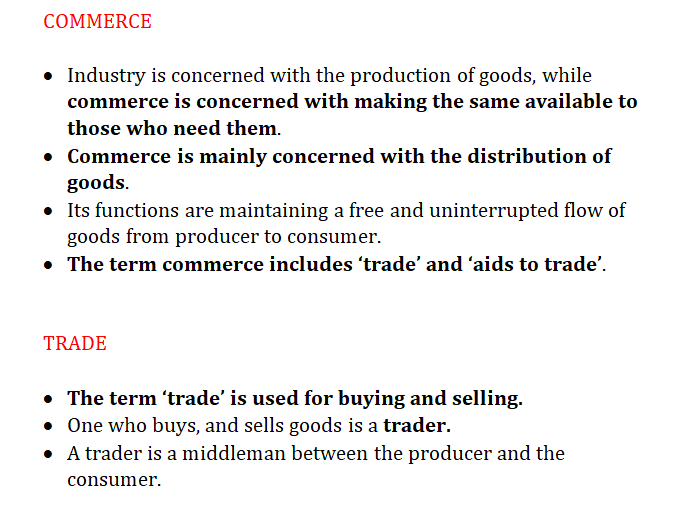 COMMERCE
• Industry is concerned with the production of goods, while
commerce is concerned with making the same available to
those who need them.
• Commerce is mainly concerned with the distribution of
goods.
• Its functions are maintaining a free and uninterrupted flow of
goods from producer to consumer.
• The term commerce includes ‘trade’ and ‘aids to trade’.
TRADE
• The term ‘trade’ is used for buying and selling.
• One who buys, and sells goods is a trader.
• A trader is a middleman between the producer and the
consumer.